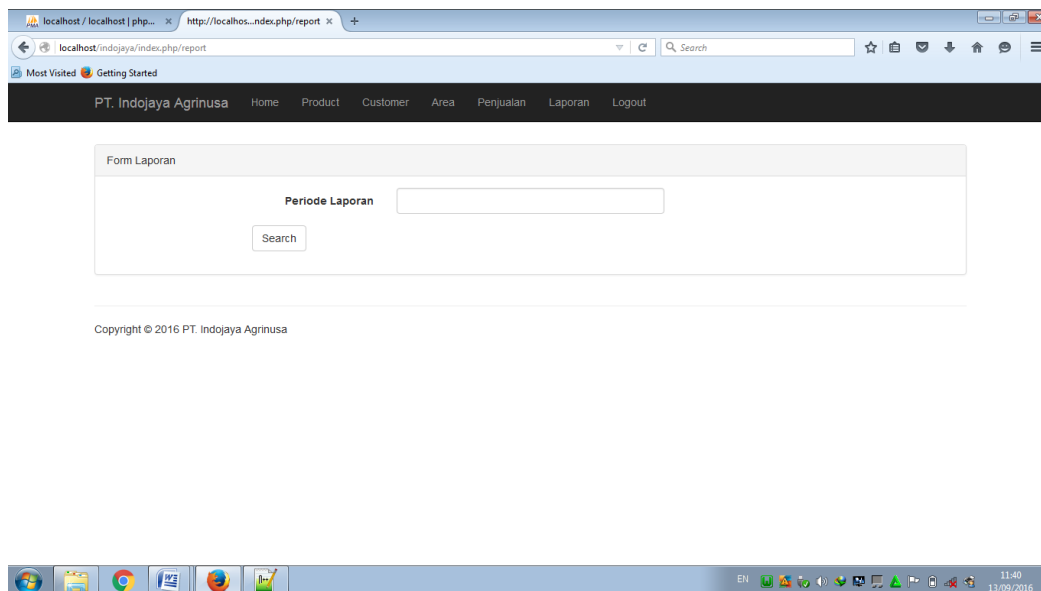 localhost / localhost | php...
http://localhos...ndex.php/report
localhost/indojaya/index.php/report
Search
Most Visited
Getting Started
PT. Indojaya Agrinusa Home Product Customer Area Penjualan Laporan Logout
Form Laporan
Periode Laporan
Search
Copyright © 2016 PT. Indojaya Agrinusa
EN
11:40
13/09/2016